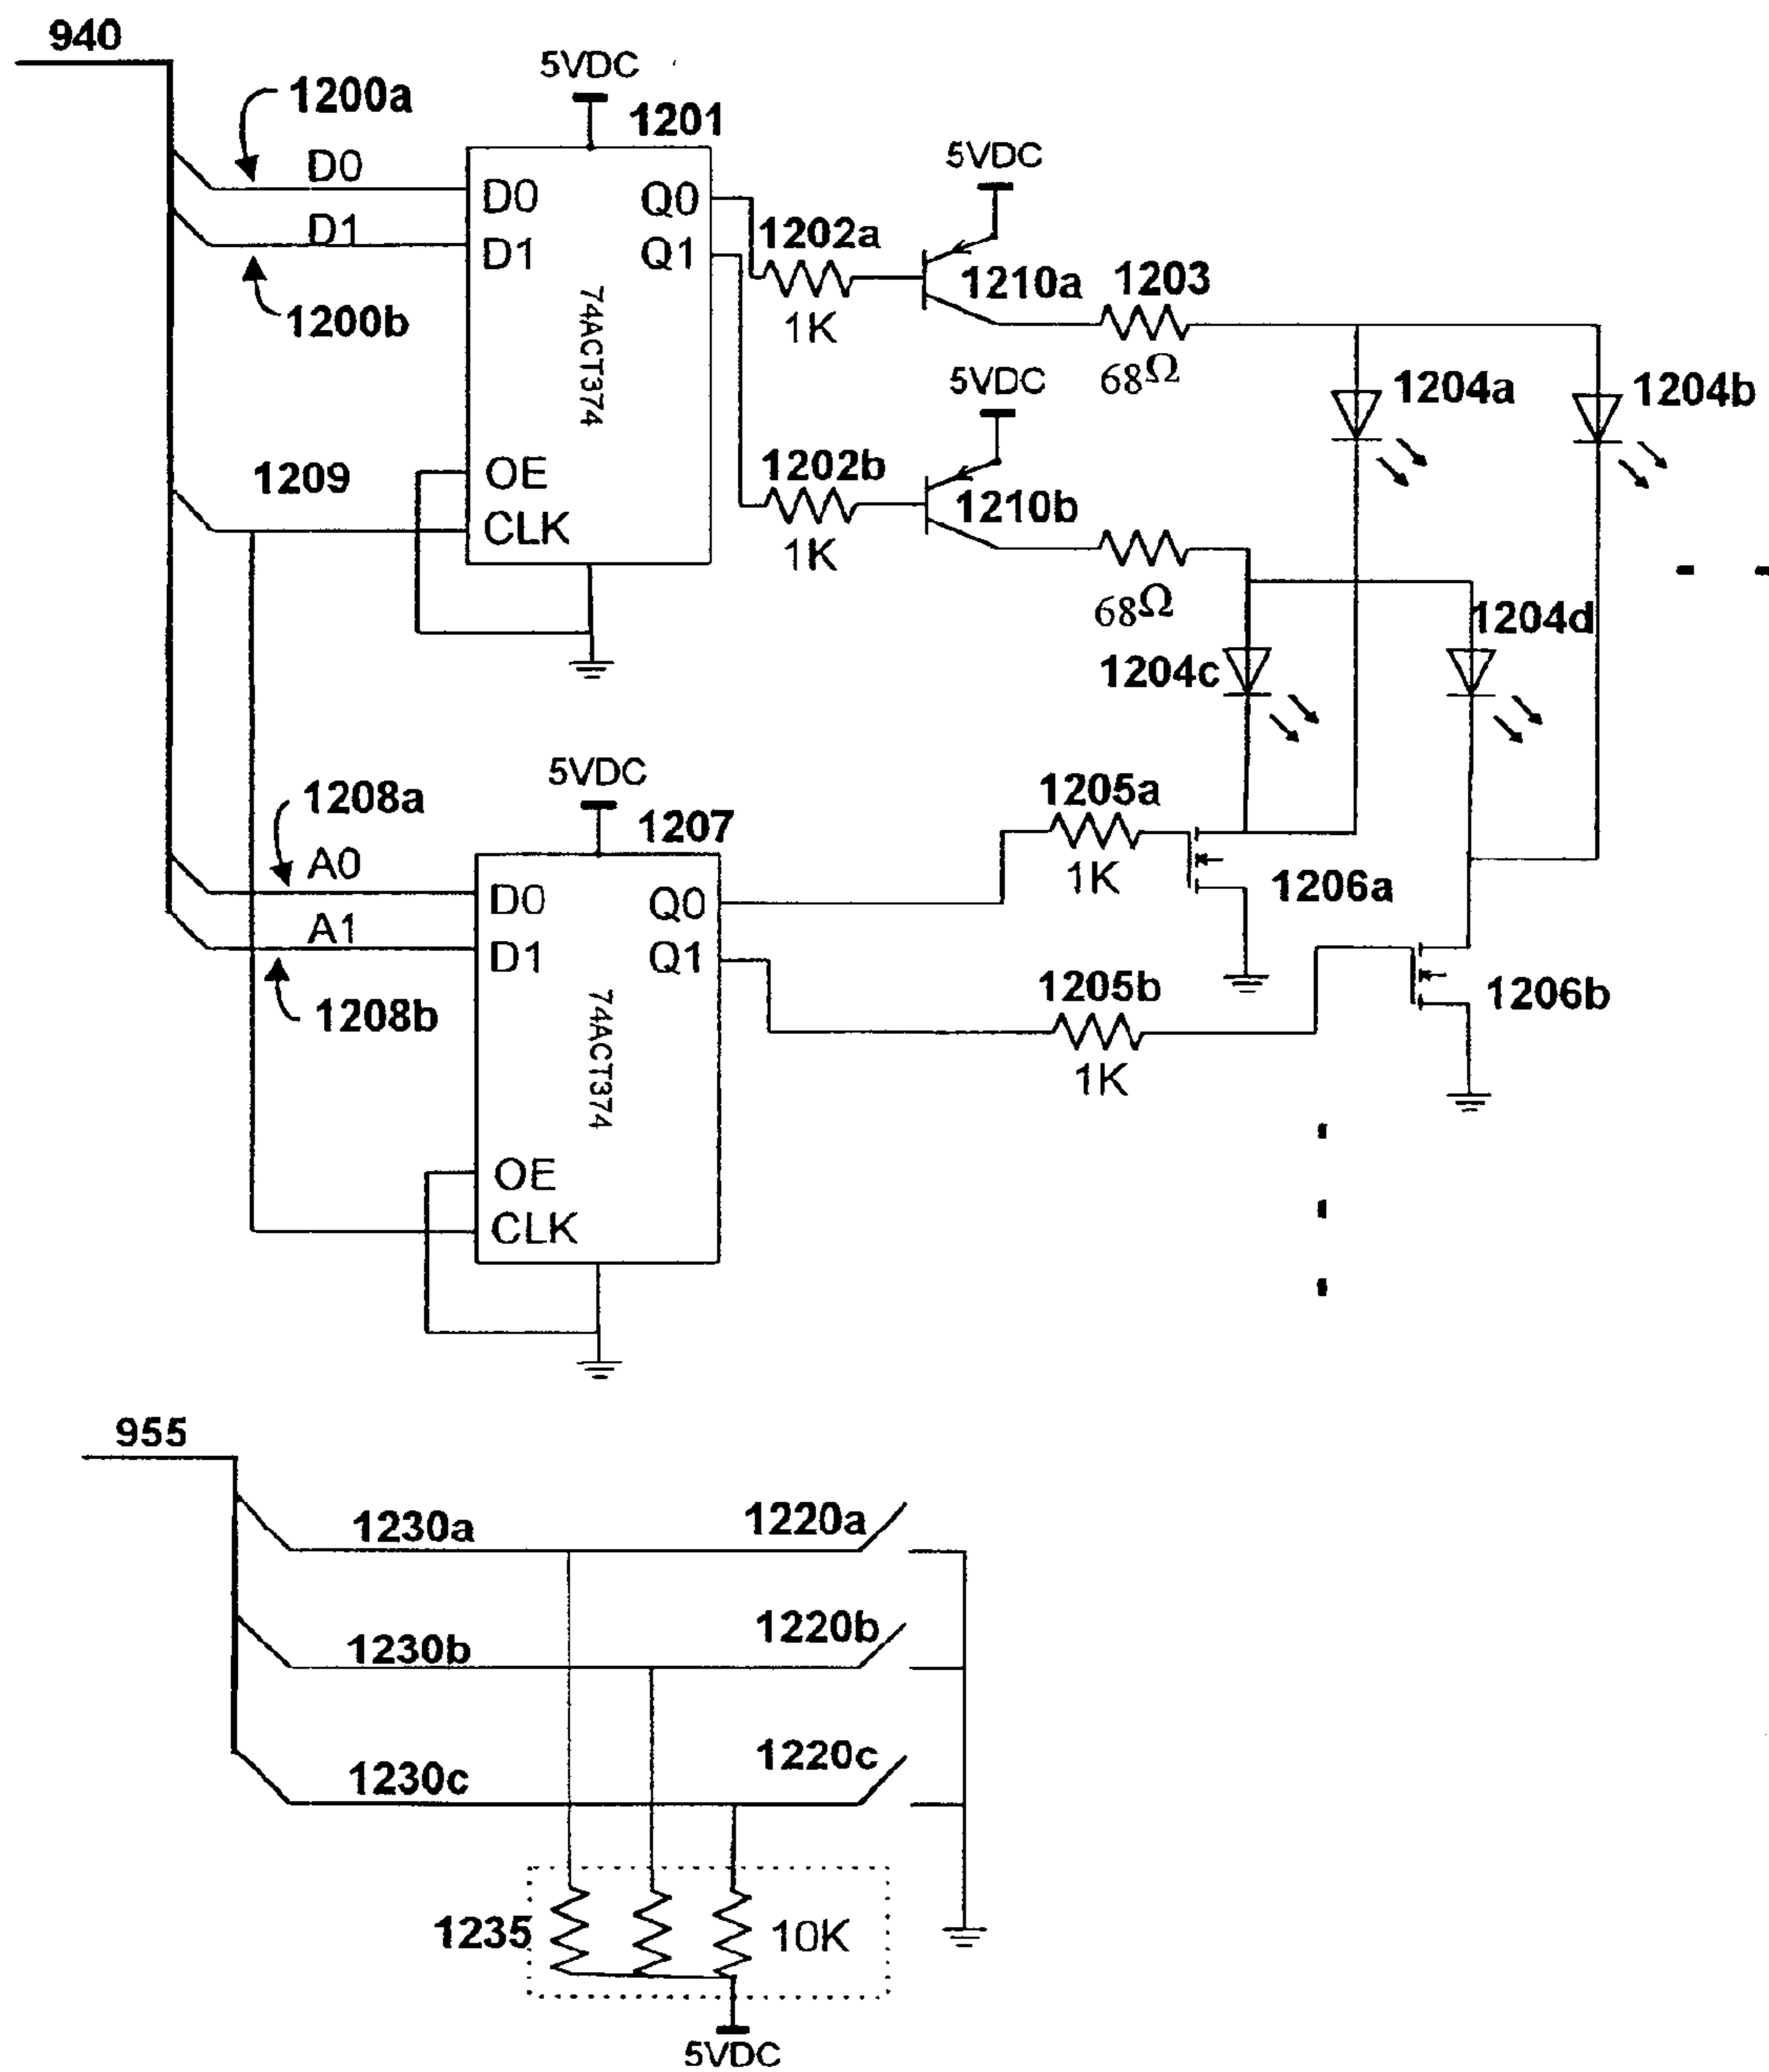 940
1200a
5VDC
1201
D0
D1
D0
D1
Q0
Q1
1200b
74ACT374
1202a
1K
5VDC
1210a
1203
68Ω
1204a
1204b
5VDC
1209
OE
CLK
1202b
1K
1210b
68Ω
1204d
1204c
1208a
5VDC
1207
A0
A1
D0
D1
Q0
Q1
1208b
74ACT374
1205a
1K
1206a
1205b
1K
1206b
OE
CLK
955
1230a
1220a
1230b
1220b
1230c
1220c
1235
10K
5VDC